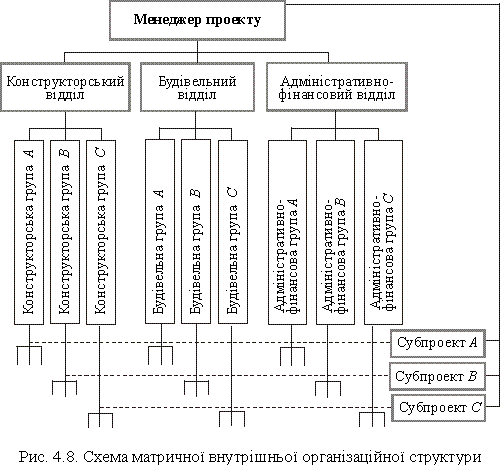 Менеджер проекту
Конструкторський
відділ
Будівельний
відділ
Адміністративно-
фінансовий відділ
Конструкторська група A
Конструкторська група B
Конструкторська група C
Будівельна група A
Будівельна група B
Будівельна група C
Адміністративно-
фінансова група A
Адміністративно-
фінансова група B
Адміністративно-
фінансова група C
Субпроект A
Субпроект B
Субпроект C
Рис. 4.8. Схема матричної внутрішньої організаційної структури